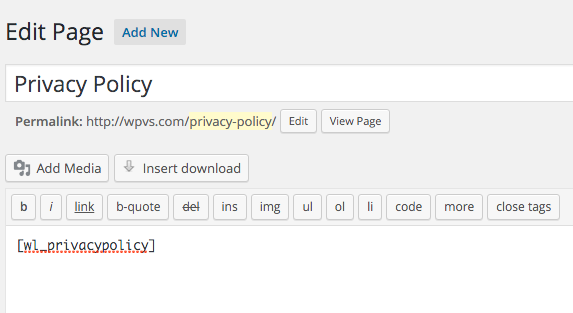 Edit Page Add New
Privacy Policy
Permalink: http://wpvs.com/privacy-policy/ Edit View Page
Add Media Insert download
b i link b-quote del ins img ul ol li code more close tags
[wl_privacypolicy]